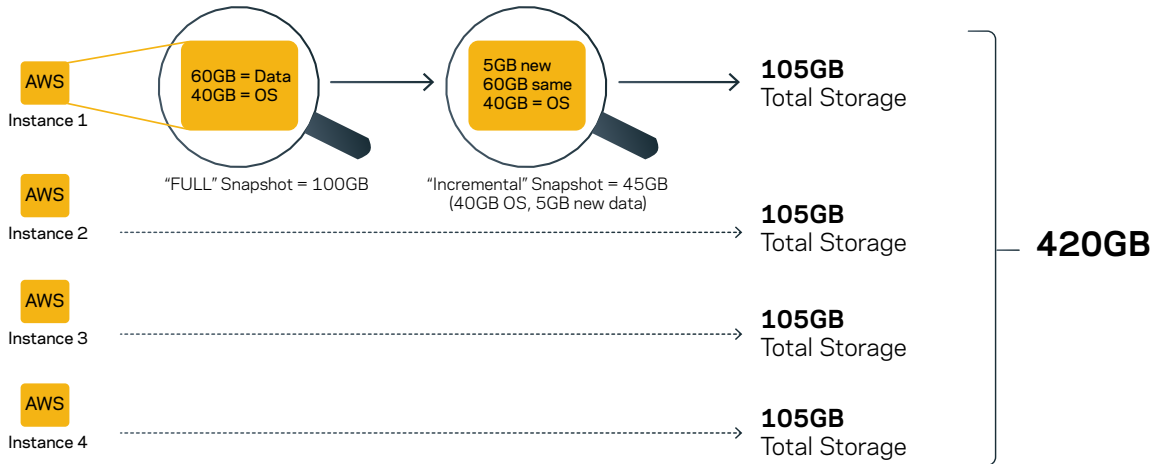 AWS
Instance 1
60GB = Data
40GB = OS
"FULL" Snapshot = 100GB
5GB new
60GB same
40GB = OS
"Incremental" Snapshot = 45GB
(40GB OS, 5GB new data)
105GB
Total Storage
AWS
Instance 2
105GB
Total Storage
AWS
Instance 3
105GB
Total Storage
AWS
Instance 4
105GB
Total Storage
420GB